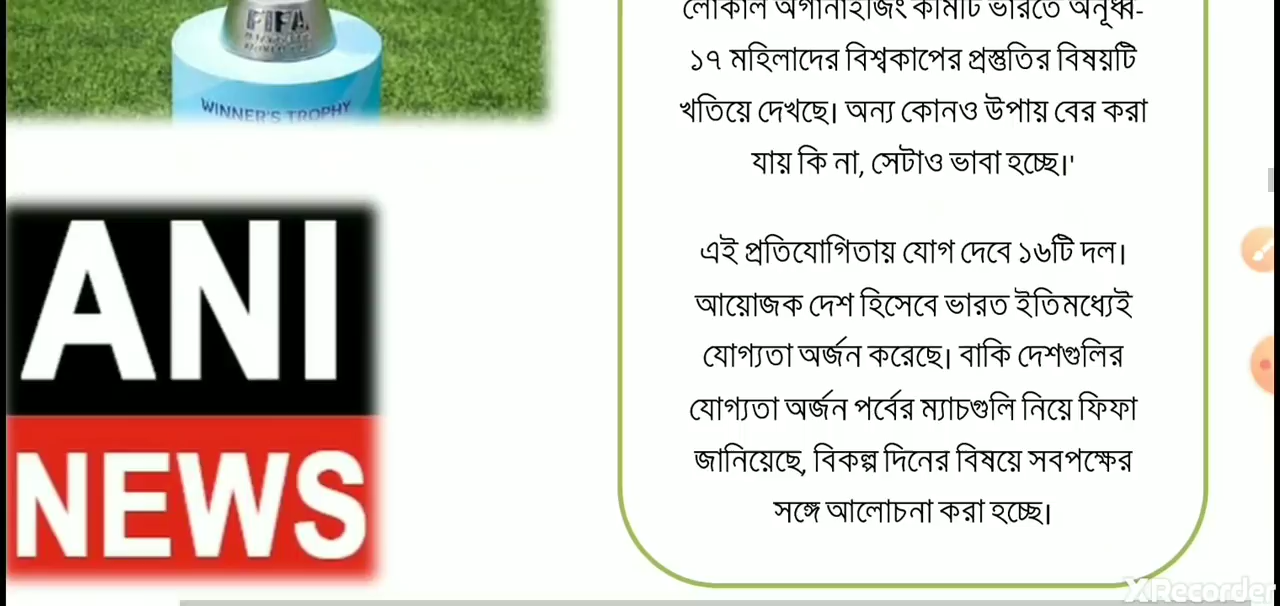 FIFA
WINNER'S TROPHY
লোকাল অর্গানাইজিং কমিটি ভারতে অনূর্ধ্ব-
১৭ মহিলাদের বিশ্বকাপের প্রস্তুতির বিষয়টি
খতিয়ে দেখছে। অন্য কোনও উপায় বের করা
যায় কি না, সেটাও ভাবা হচ্ছে।'
এই প্রতিযোগিতায় যোগ দেবে ১৬টি দল।
আয়োজক দেশ হিসেবে ভারত ইতিমধ্যেই
যোগ্যতা অর্জন করেছে। বাকি দেশগুলির
যোগ্যতা অর্জন পর্বের ম্যাচগুলি নিয়ে ফিফা
জানিয়েছে, বিকল্প দিনের বিষয়ে সবপক্ষের
সঙ্গে আলোচনা করা হচ্ছে।
ANI
NEWS
XRecorder